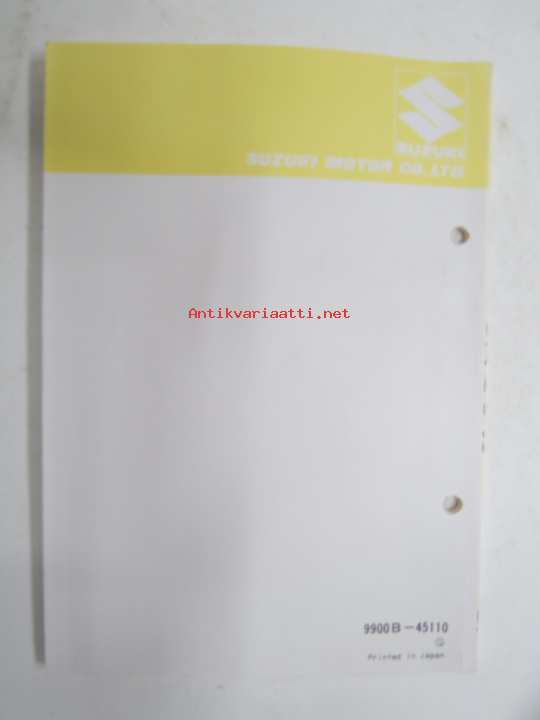 SUZUKI
SUZUKI MOTOR CO.,LTD.
Antikvariaatti.net
9900B-45110
Printed in Japan